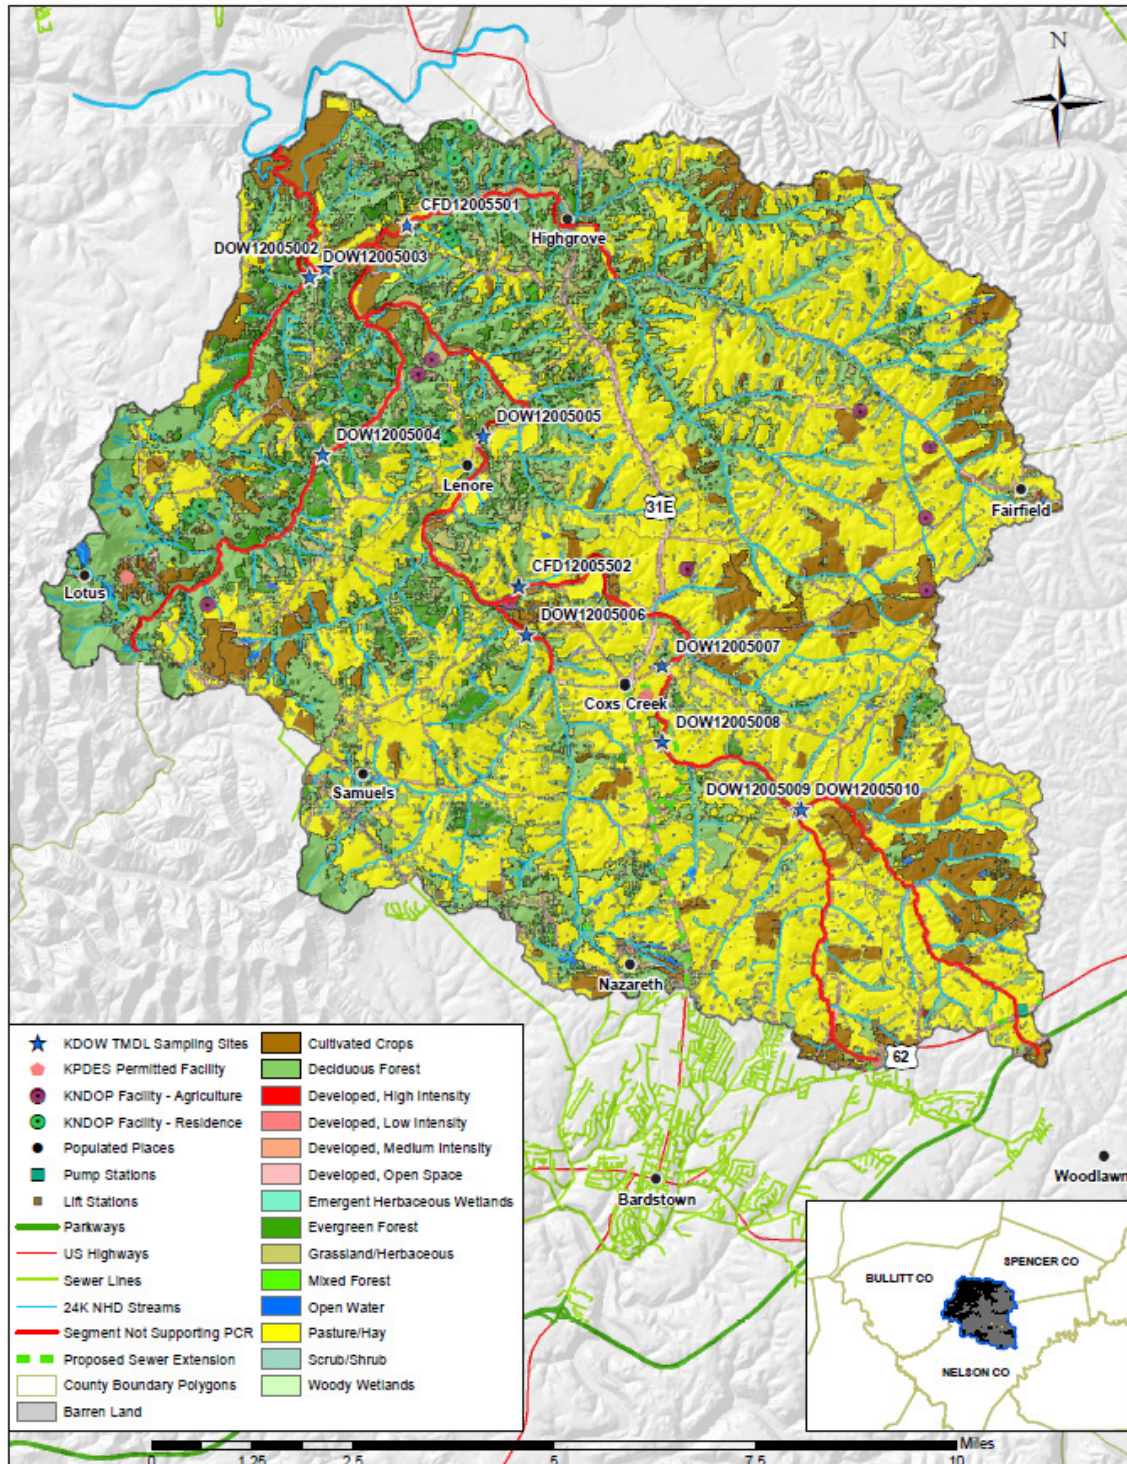 N
CFD12005501
Highgrove
DOW12005002
DOW12005003
DOW12005005
DOW12005004
Lenore
31E
Fairfield
Lotus
CFD12005502
DOW12005006
DOW12005007
Coxs Creek
DOW12005008
Samuels
DOW12005009 DOW12005010
Nazareth
62
Woodlawn
Bardstown
KDOW TMDL Sampling Sites
KPDES Permitted Facility
KNDOP Facility - Agriculture
KNDOP Facility - Residence
Populated Places
Pump Stations
Lift Stations
Parkways
US Highways
Sewer Lines
24K NHD Streams
Segment Not Supporting PCR
Proposed Sewer Extension
County Boundary Polygons
Barren Land
Cultivated Crops
Deciduous Forest
Developed, High Intensity
Developed, Low Intensity
Developed, Medium Intensity
Developed, Open Space
Emergent Herbaceous Wetlands
Evergreen Forest
Grassland/Herbaceous
Mixed Forest
Open Water
Pasture/Hay
Scrub/Shrub
Woody Wetlands
BULLITT CO
SPENCER CO
NELSON CO
Miles
0 1.25 2.5 5 7.5 10